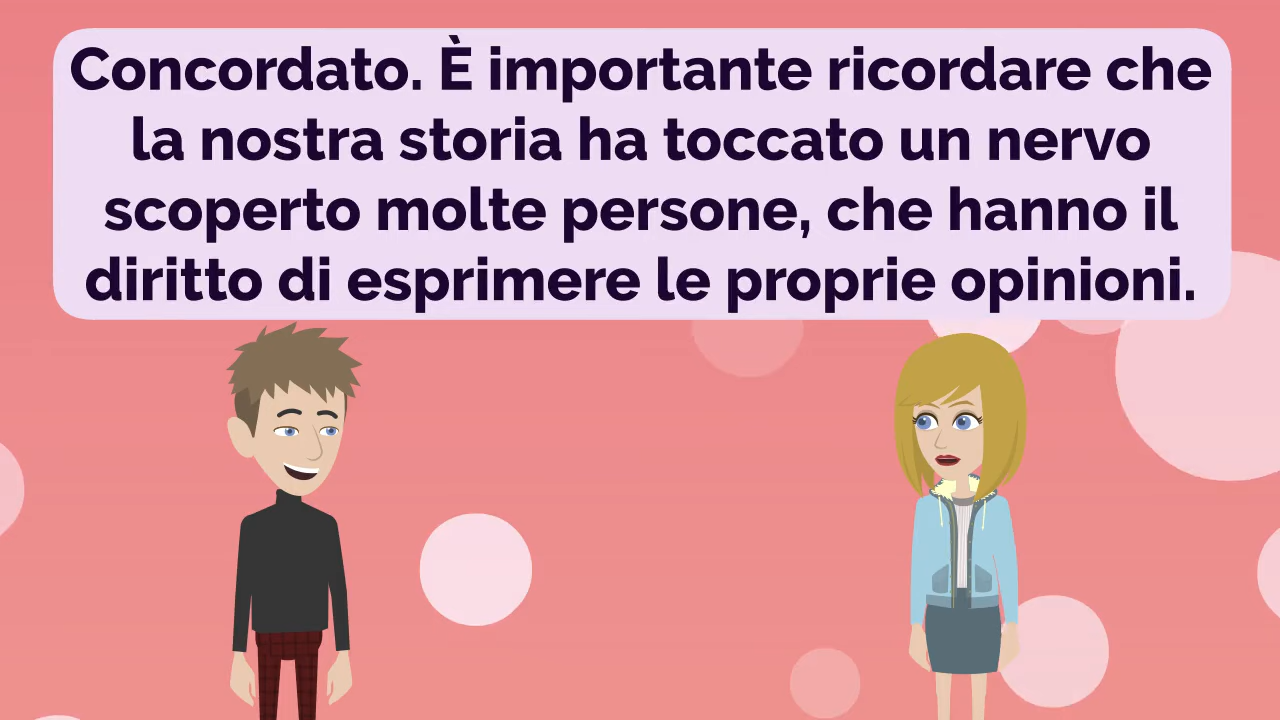 Concordato. È importante ricordare che
la nostra storia ha toccato un nervo
scoperto molte persone, che hanno il
diritto di esprimere le proprie opinioni.